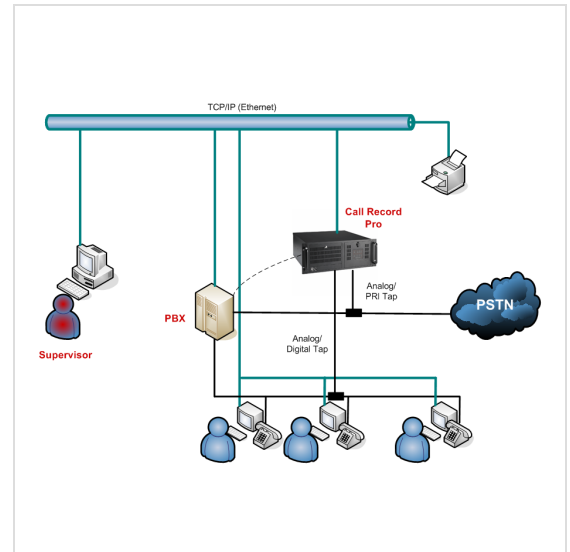 TCP/IP (Ethernet)
Call Record
Pro
Analog/
PRI Tap
PSTN
PBX
Analog/
Digital Tap
Supervisor